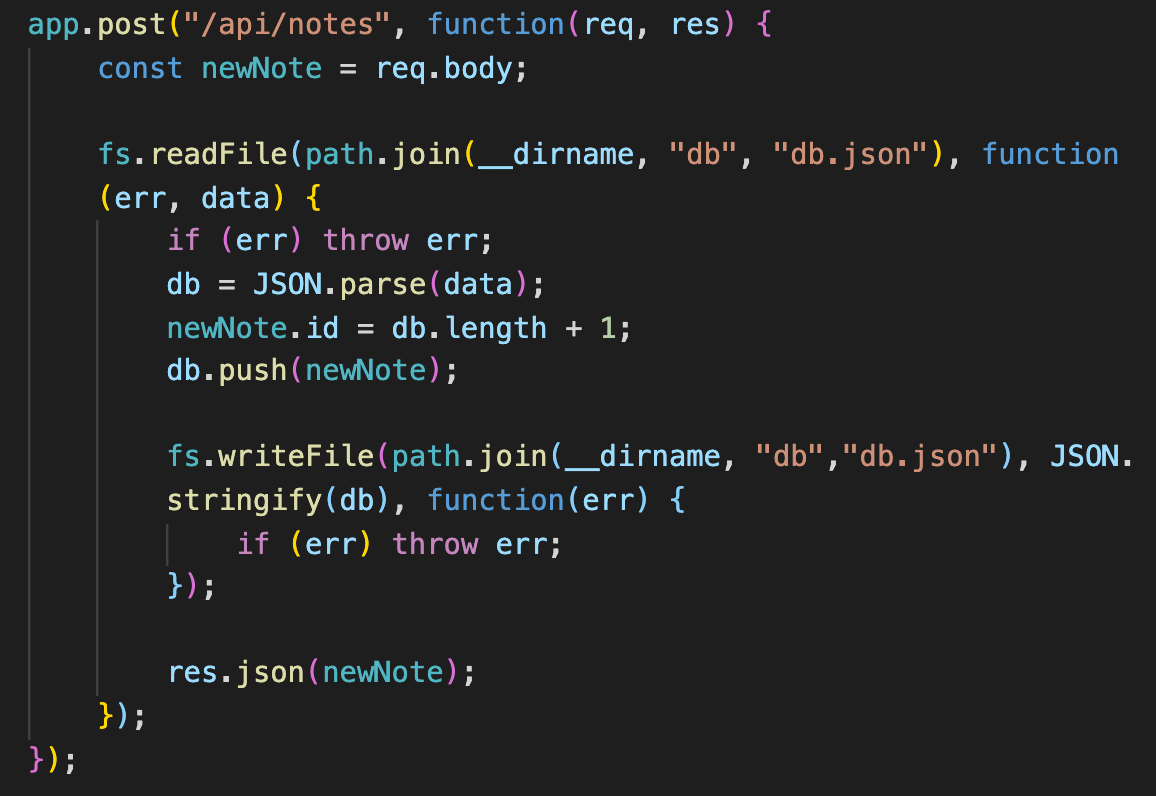 app.post("/api/notes", function(req, res) {
    const newNote = req.body;

    fs.readFile(path.join(__dirname, "db", "db.json"), function
    (err, data) {
        if (err) throw err;
        db = JSON.parse(data);
        newNote.id = db.length + 1;
        db.push(newNote);

        fs.writeFile(path.join(__dirname, "db","db.json"), JSON.
        stringify(db), function(err) {
            if (err) throw err;
        });

        res.json(newNote);
    });
});